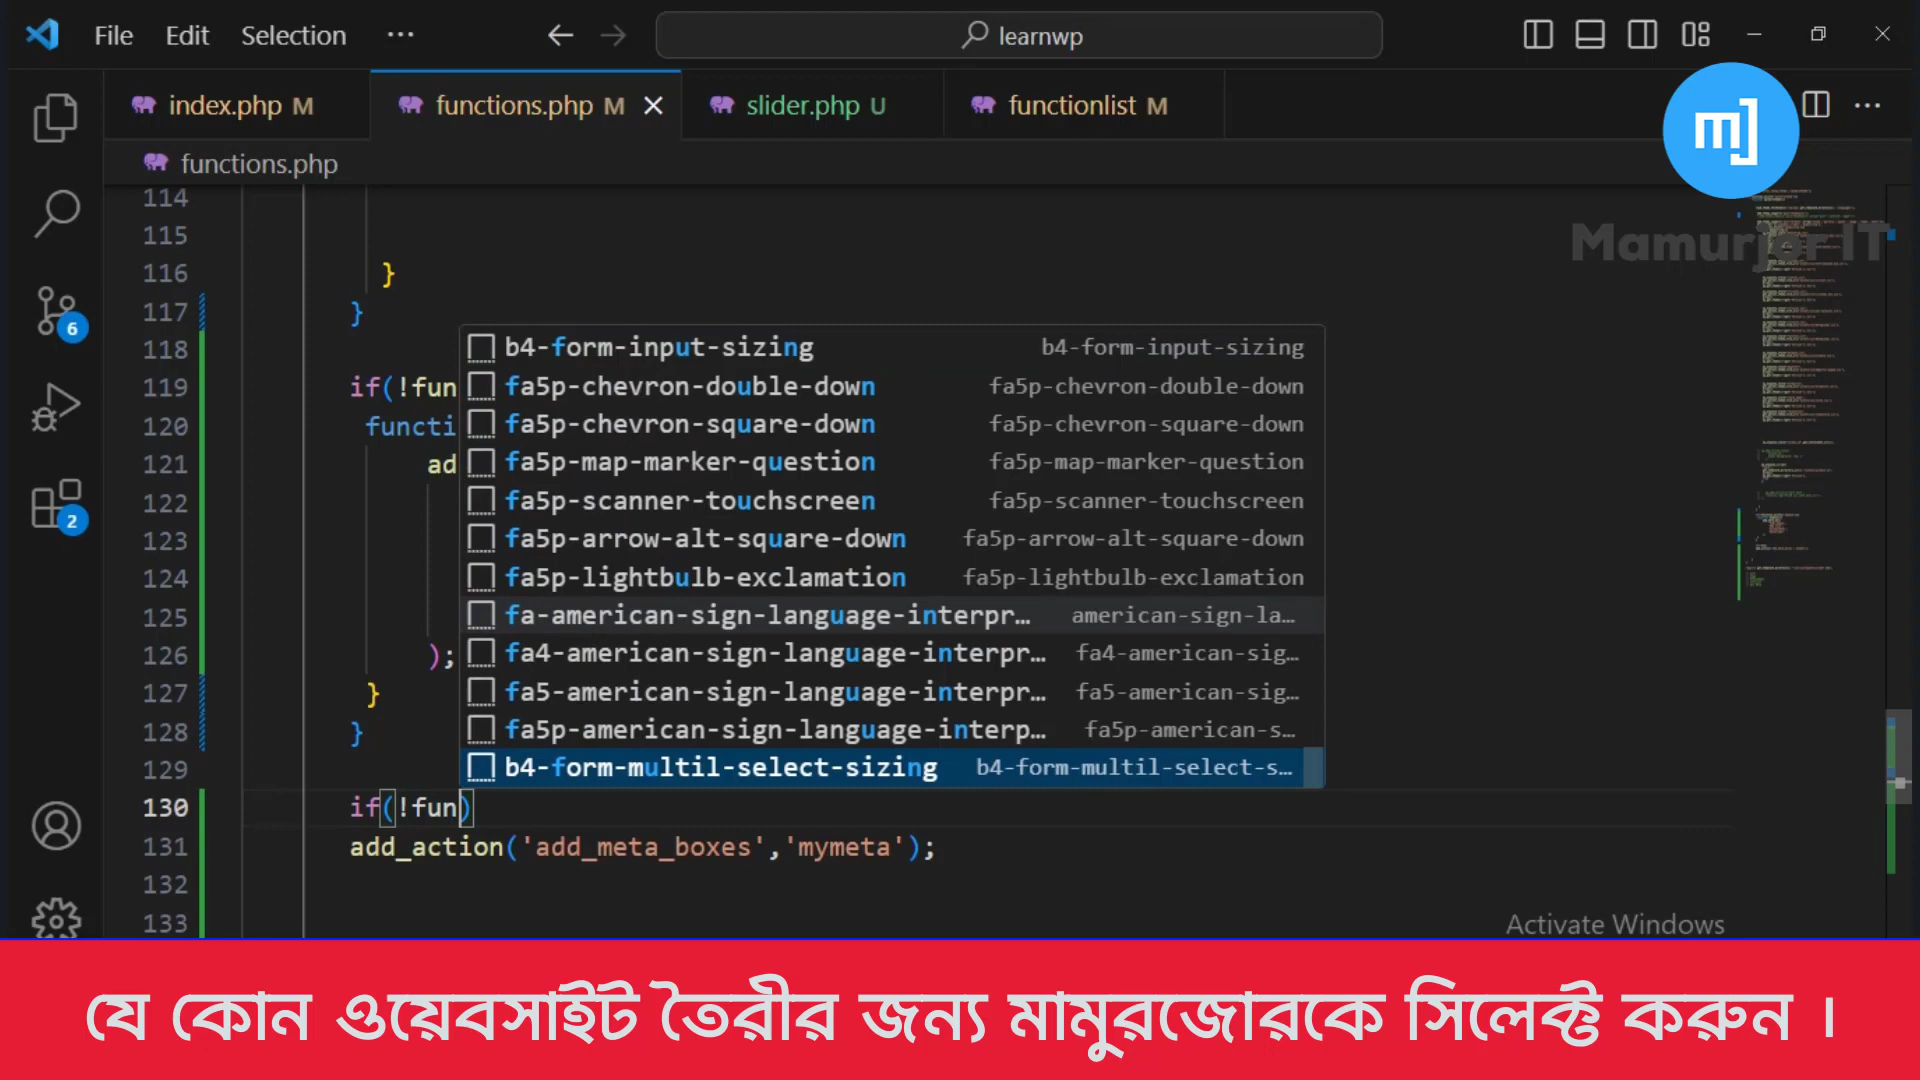 File Edit Selection ··· learnwp
index.php M functions.php M slider.php U functionlist M
mj
functions.php
Mamurjor IT
114
115
116 }
117 }
118
119 if(!fun
120 functi
121 ad
122
123
124
125
126 );
127 }
128 }
129
130 if(!fun)
131 add_action('add_meta_boxes','mymeta');
132
133
b4-form-input-sizing b4-form-input-sizing
fa5p-chevron-double-down fa5p-chevron-double-down
fa5p-chevron-square-down fa5p-chevron-square-down
fa5p-map-marker-question fa5p-map-marker-question
fa5p-scanner-touchscreen fa5p-scanner-touchscreen
fa5p-arrow-alt-square-down fa5p-arrow-alt-square-down
fa5p-lightbulb-exclamation fa5p-lightbulb-exclamation
fa-american-sign-language-interpr… american-sign-la…
fa4-american-sign-language-interpr… fa4-american-sig…
fa5-american-sign-language-interpr… fa5-american-sig…
fa5p-american-sign-language-interp… fa5p-american-s…
b4-form-multil-select-sizing b4-form-multil-select-s…
6
2
Activate Windows
যে কোন ওয়েবসাইট তৈরীর জন্য মামুরজোরকে সিলেক্ট করুন ।